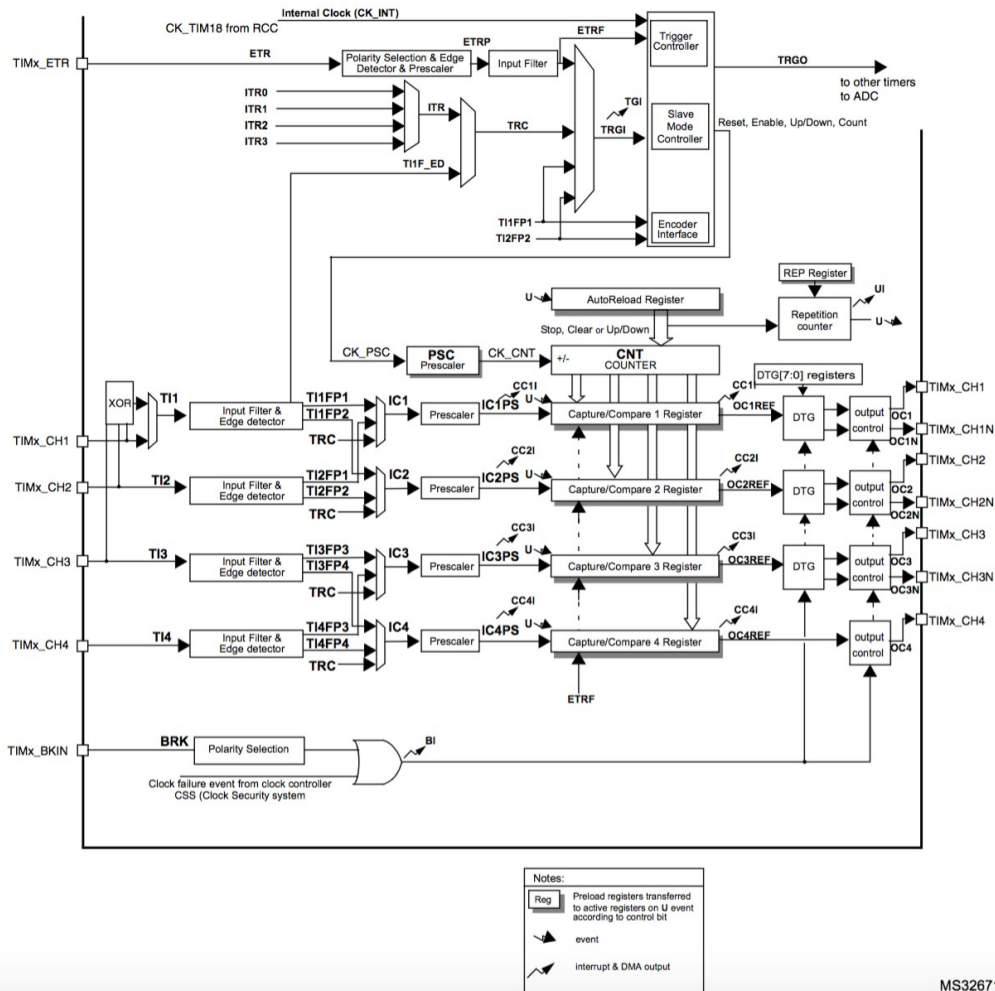 Internal Clock (CK_INT)
CK_TIM18 from RCC
ETRF
Trigger
Controller
TIMx_ETR
ETR
ETRP
Polarity Selection & Edge
Detector & Prescaler
Input Filter
TRGO
to other timers
to ADC
ITR0
ITR1
ITR2
ITR3
ITR
TRC
TGI
TRGI
Slave
Mode
Controller
Reset, Enable, Up/Down, Count
TI1F_ED
TI1FP1
TI2FP2
Encoder
Interface
REP Register
UI
U
AutoReload Register
Repetition
counter
U
Stop, Clear or Up/Down
CK_PSC
PSC
Prescaler
CK_CNT
+/-
CNT
COUNTER
DTG[7:0] registers
XOR
TI1
Input Filter &
Edge detector
TI1FP1
TI1FP2
TRC
IC1
Prescaler
IC1PS
CC1I
U
Capture/Compare 1 Register
CC1I
OC1REF
DTG
output
control
OC1
OC1N
TIMx_CH1
TIMx_CH1N
TIMx_CH1
TIMx_CH2
TI2
Input Filter &
Edge detector
TI2FP1
TI2FP2
TRC
IC2
Prescaler
IC2PS
CC2I
U
Capture/Compare 2 Register
CC2I
OC2REF
DTG
output
control
OC2
OC2N
TIMx_CH2
TIMx_CH2N
TIMx_CH3
TI3
Input Filter &
Edge detector
TI3FP3
TI3FP4
TRC
IC3
Prescaler
IC3PS
CC3I
U
Capture/Compare 3 Register
CC3I
OC3REF
DTG
output
control
OC3
OC3N
TIMx_CH3
TIMx_CH3N
TIMx_CH4
TI4
Input Filter &
Edge detector
TI4FP3
TI4FP4
TRC
IC4
Prescaler
IC4PS
CC4I
U
Capture/Compare 4 Register
CC4I
OC4REF
output
control
OC4
TIMx_CH4
ETRF
TIMx_BKIN
BRK
Polarity Selection
BI
Clock failure event from clock controller
CSS (Clock Security system
Notes:
Reg
Preload registers transferred
to active registers on U event
according to control bit
event
interrupt & DMA output